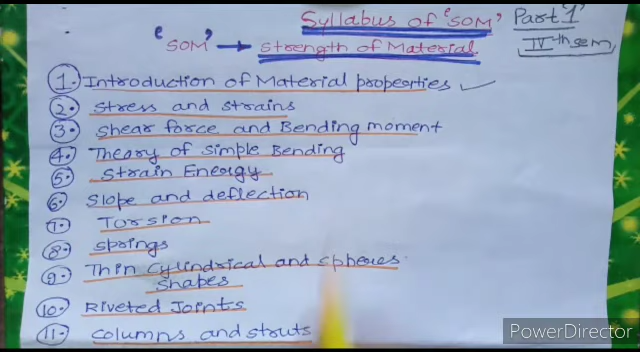 Syllabus of 'SOM' Part '1'
'SOM' → Strength of Material IVth sem
1. Introduction of Material properties ✓
2. Stress and Strains
3. Shear force and Bending moment
4. Theory of Simple Bending
5. Strain Energy
6. Slope and deflection
7. Torsion
8. Springs
9. Thin Cylindrical and Spheres
Shapes
10. Riveted Joints
11. Columns and struts
PowerDirector